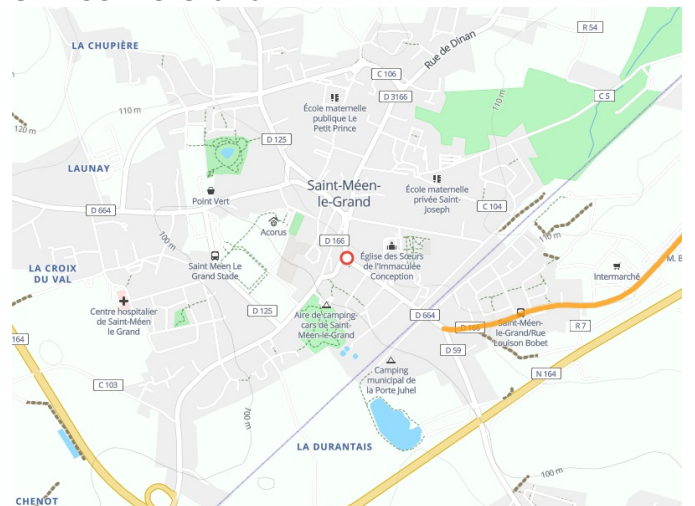 LA CHUPIÈRE
R 54
Rue de Dinan
C 106
École maternelle
publique Le
Petit Prince
D 3166
C 5
110 m
110 m
120 m
D 125
LAUNAY
Point Vert
Saint-Méen-
le-Grand
École maternelle
privée Saint-
Joseph
D 664
C 104
Acorus
100 m
D 166
110 m
Saint Méen Le
Grand Stade
Église des Sœurs
de l'Immaculée
Conception
LA CROIX
DU VAL
Intermarché
M. B
Centre hospitalier
de Saint-Méen
le Grand
D 125
Aire de camping-
cars de Saint-
Méen-le-Grand
D 664
D 166
Saint-Méen-
le-Grand/Rue
Louison Bobet
R 7
164
D 59
N 164
C 103
Camping
municipal de
la Porte Juhel
LA DURANTAIS
100 m
CHENOT